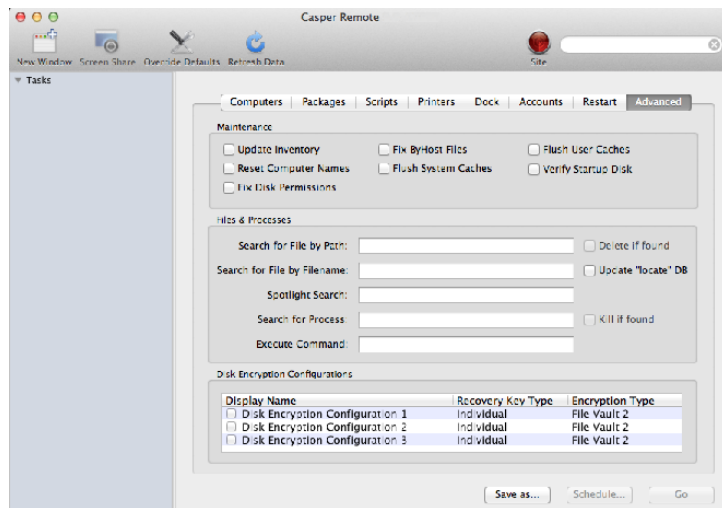 Casper Remote
New Window Screen Share Override Defaults Refresh Data Site
Tasks
Computers Packages Scripts Printers Dock Accounts Restart Advanced
Maintenance
Update Inventory Fix ByHost Files Flush User Caches
Reset Computer Names Flush System Caches Verify Startup Disk
Fix Disk Permissions
Files & Processes
Search for File by Path: Delete if found
Search for File by Filename: Update "locate" DB
Spotlight Search:
Search for Process: Kill if found
Execute Command:
Disk Encryption Configurations
Display Name Recovery Key Type Encryption Type
Disk Encryption Configuration 1 Individual File Vault 2
Disk Encryption Configuration 2 Individual File Vault 2
Disk Encryption Configuration 3 Individual File Vault 2
Save as... Schedule... Go